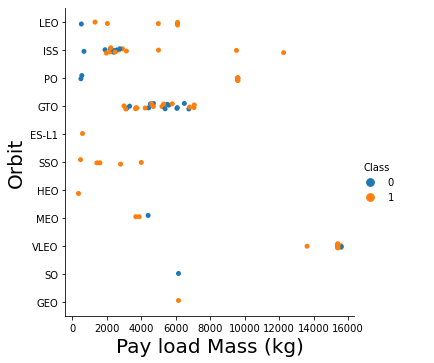 LEO
ISS
PO
GTO
ES-L1
SSO
HEO
MEO
VLEO
SO
GEO
Orbit
0 2000 4000 6000 8000 10000 12000 14000 16000
Pay load Mass (kg)
Class
0
1